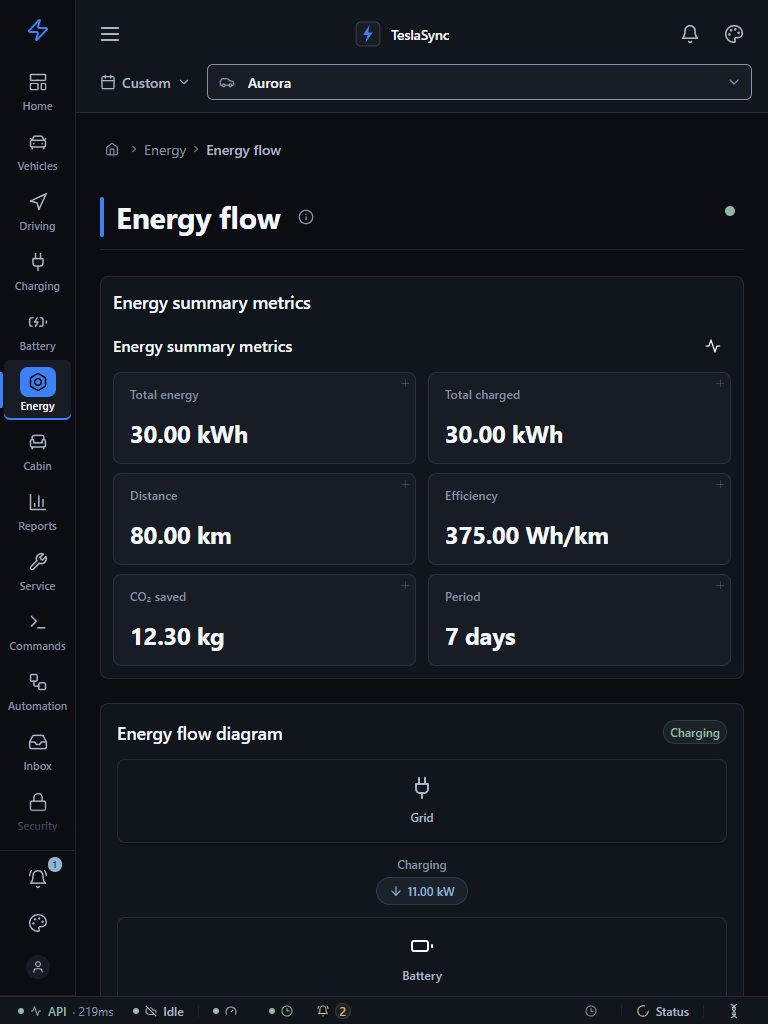 TeslaSync
Custom
Aurora
Home
Vehicles
Driving
Charging
Battery
Energy
Cabin
Reports
Service
Commands
Automation
Inbox
Security
1
Energy
Energy flow
Energy flow
Energy summary metrics
Energy summary metrics
Total energy
30.00 kWh
Total charged
30.00 kWh
Distance
80.00 km
Efficiency
375.00 Wh/km
CO₂ saved
12.30 kg
Period
7 days
Energy flow diagram
Charging
Grid
Charging
11.00 kW
Battery
API · 219ms
Idle
2
Status